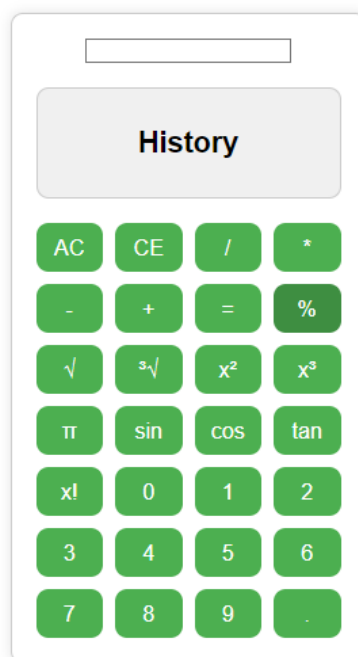 History
AC CE / *
- + = %
√ ³√ x² x³
π sin cos tan
x! 0 1 2
3 4 5 6
7 8 9 .